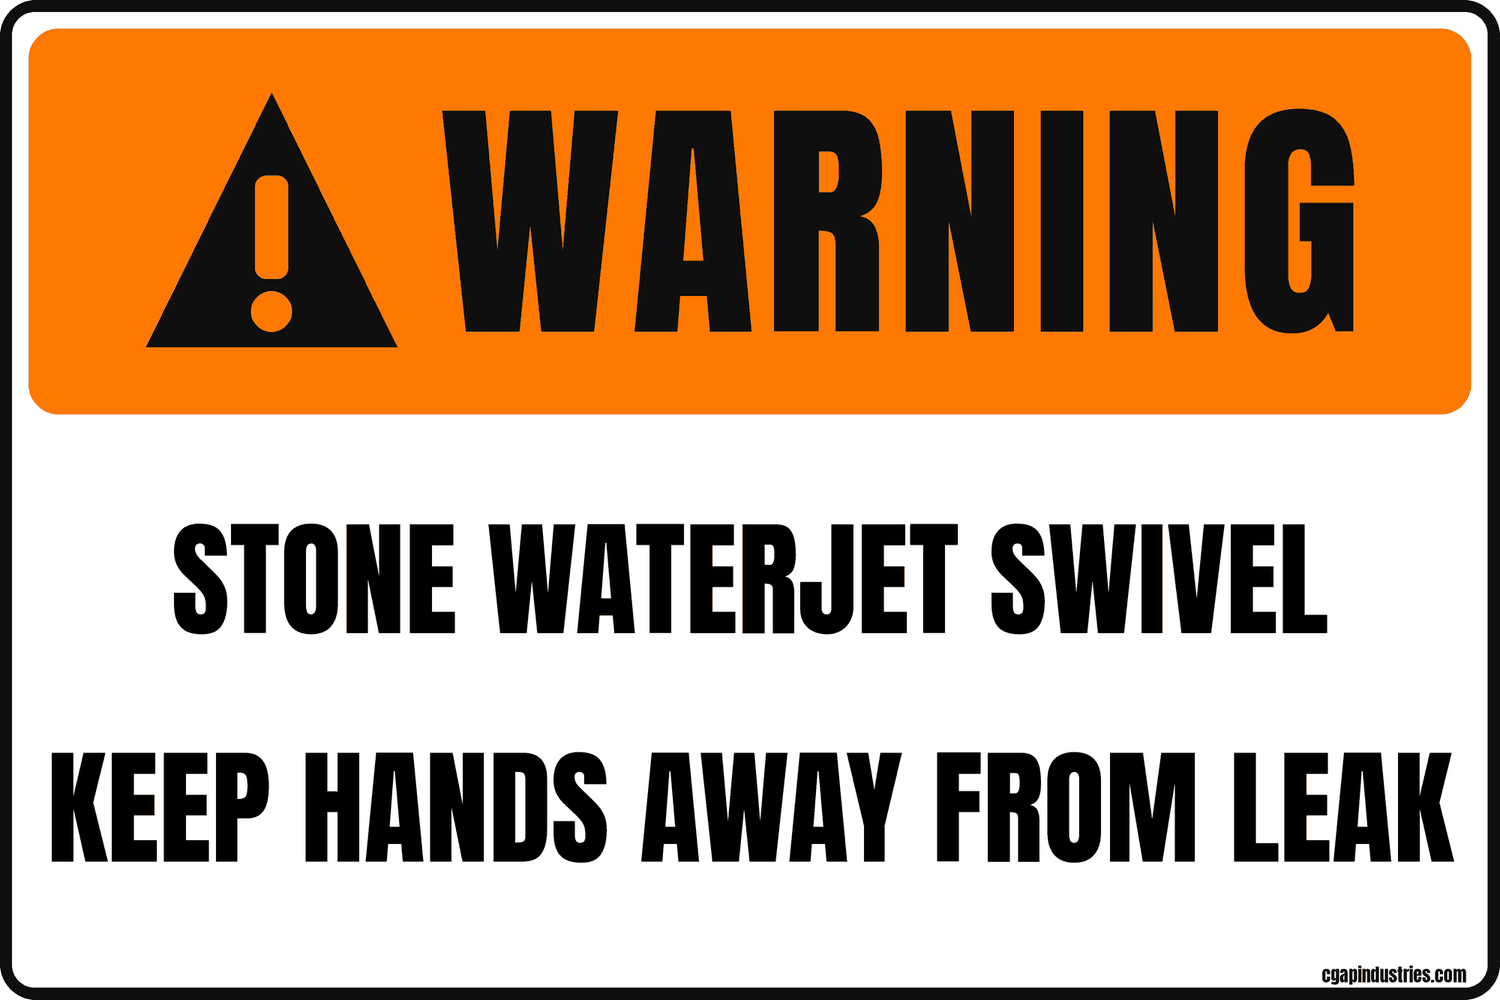 WARNING
STONE WATERJET SWIVEL
KEEP HANDS AWAY FROM LEAK
cgapindustries.com